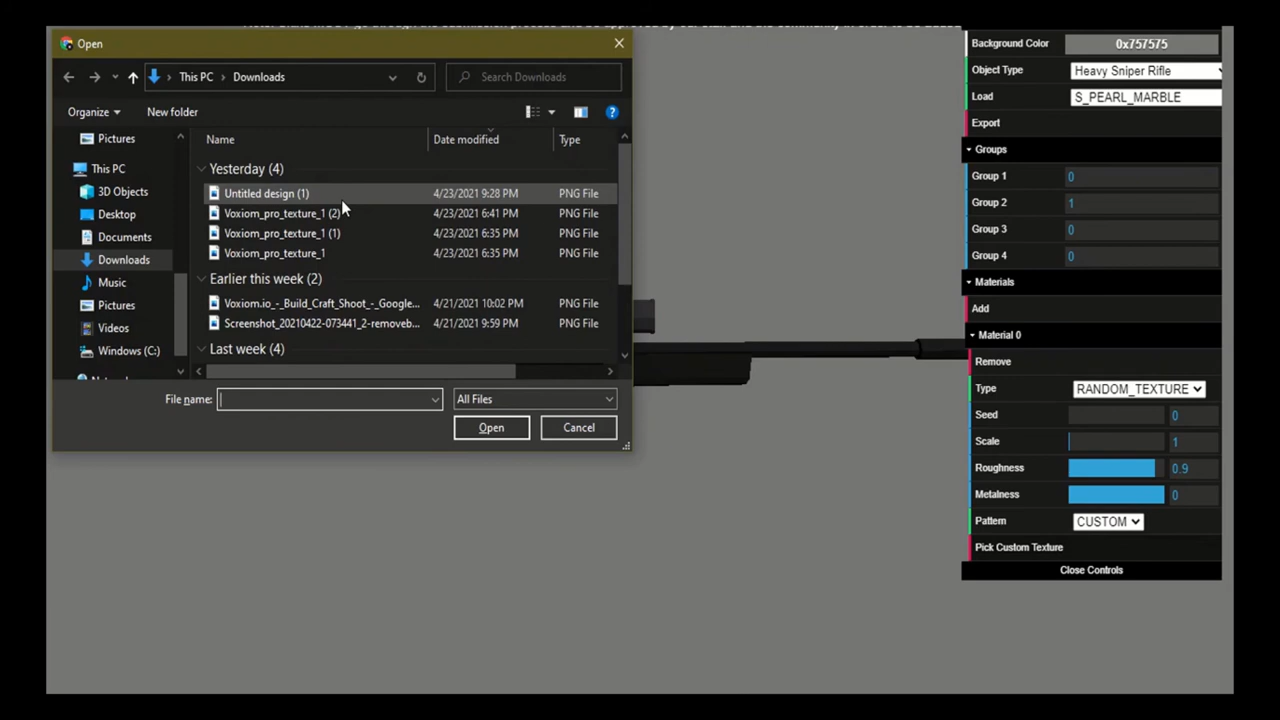 Open
This PC
Downloads
Search Downloads
Organize
New folder
Name
Date modified
Type
Pictures
This PC
3D Objects
Desktop
Documents
Downloads
Music
Pictures
Videos
Windows (C:)
Yesterday (4)
Untitled design (1) 4/23/2021 9:28 PM PNG File
Voxiom_pro_texture_1 (2) 4/23/2021 6:41 PM PNG File
Voxiom_pro_texture_1 (1) 4/23/2021 6:35 PM PNG File
Voxiom_pro_texture_1 4/23/2021 6:35 PM PNG File
Earlier this week (2)
Voxiom.io_-_Build_Craft_Shoot_-_Google... 4/21/2021 10:02 PM PNG File
Screenshot_20210422-073441_2-removeb... 4/21/2021 9:59 PM PNG File
Last week (4)
File name:
All Files
Open
Cancel
Background Color 0x757575
Object Type Heavy Sniper Rifle
Load S_PEARL_MARBLE
Export
Groups
Group 1 0
Group 2 1
Group 3 0
Group 4 0
Materials
Add
Material 0
Remove
Type RANDOM_TEXTURE
Seed 0
Scale 1
Roughness 0.9
Metalness 0
Pattern CUSTOM
Pick Custom Texture
Close Controls